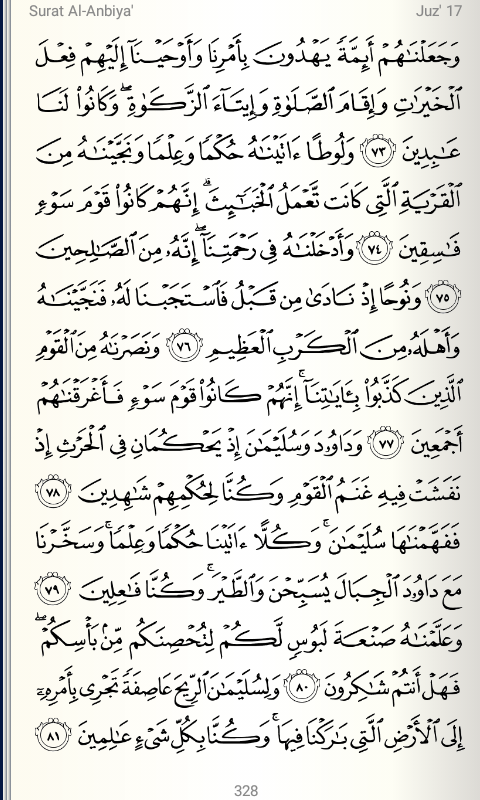 Surat Al-Anbiya' Juz' 17
وَجَعَلْنَٰهُمْ أَئِمَّةً يَهْدُونَ بِأَمْرِنَا وَأَوْحَيْنَآ إِلَيْهِمْ فِعْلَ
ٱلْخَيْرَٰتِ وَإِقَامَ ٱلصَّلَوٰةِ وَإِيتَآءَ ٱلزَّكَوٰةِ ۖ وَكَانُوا۟ لَنَا
عَٰبِدِينَ ٧٣ وَلُوطًا ءَاتَيْنَٰهُ حُكْمًا وَعِلْمًا وَنَجَّيْنَٰهُ مِنَ
ٱلْقَرْيَةِ ٱلَّتِى كَانَت تَّعْمَلُ ٱلْخَبَٰٓئِثَ ۗ إِنَّهُمْ كَانُوا۟ قَوْمَ سَوْءٍ
فَٰسِقِينَ ٧٤ وَأَدْخَلْنَٰهُ فِى رَحْمَتِنَآ ۖ إِنَّهُۥ مِنَ ٱلصَّٰلِحِينَ
٧٥ وَنُوحًا إِذْ نَادَىٰ مِن قَبْلُ فَٱسْتَجَبْنَا لَهُۥ فَنَجَّيْنَٰهُ
وَأَهْلَهُۥ مِنَ ٱلْكَرْبِ ٱلْعَظِيمِ ٧٦ وَنَصَرْنَٰهُ مِنَ ٱلْقَوْمِ
ٱلَّذِينَ كَذَّبُوا۟ بِـَٔايَٰتِنَآ ۚ إِنَّهُمْ كَانُوا۟ قَوْمَ سَوْءٍ فَأَغْرَقْنَٰهُمْ
أَجْمَعِينَ ٧٧ وَدَاوُۥدَ وَسُلَيْمَٰنَ إِذْ يَحْكُمَانِ فِى ٱلْحَرْثِ إِذْ
نَفَشَتْ فِيهِ غَنَمُ ٱلْقَوْمِ وَكُنَّا لِحُكْمِهِمْ شَٰهِدِينَ ٧٨
فَفَهَّمْنَٰهَا سُلَيْمَٰنَ ۚ وَكُلًّا ءَاتَيْنَا حُكْمًا وَعِلْمًا ۚ وَسَخَّرْنَا
مَعَ دَاوُۥدَ ٱلْجِبَالَ يُسَبِّحْنَ وَٱلطَّيْرَ ۚ وَكُنَّا فَٰعِلِينَ ٧٩
وَعَلَّمْنَٰهُ صَنْعَةَ لَبُوسٍ لَّكُمْ لِتُحْصِنَكُم مِّنۢ بَأْسِكُمْ ۖ
فَهَلْ أَنتُمْ شَٰكِرُونَ ٨٠ وَلِسُلَيْمَٰنَ ٱلرِّيحَ عَاصِفَةً تَجْرِى بِأَمْرِهِۦٓ
إِلَى ٱلْأَرْضِ ٱلَّتِى بَٰرَكْنَا فِيهَا ۚ وَكُنَّا بِكُلِّ شَىْءٍ عَٰلِمِينَ ٨١
328